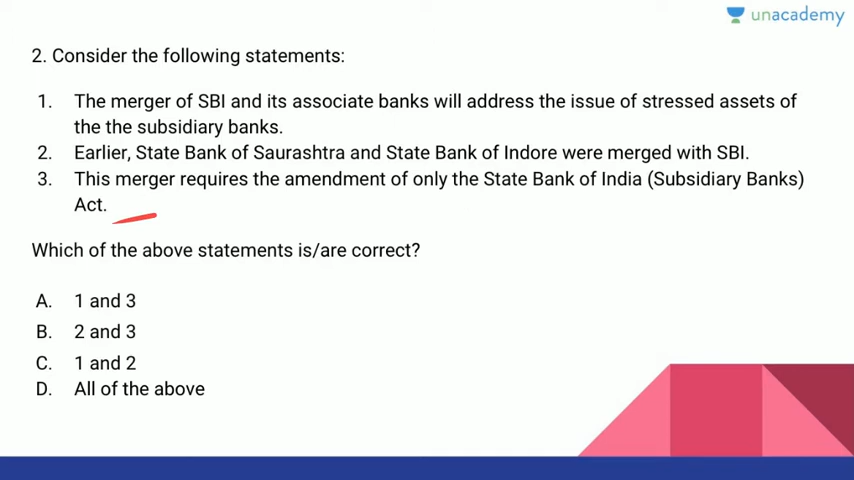 unacademy
2. Consider the following statements:
1. The merger of SBI and its associate banks will address the issue of stressed assets of
the the subsidiary banks.
2. Earlier, State Bank of Saurashtra and State Bank of Indore were merged with SBI.
3. This merger requires the amendment of only the State Bank of India (Subsidiary Banks)
Act.
Which of the above statements is/are correct?
A. 1 and 3
B. 2 and 3
C. 1 and 2
D. All of the above